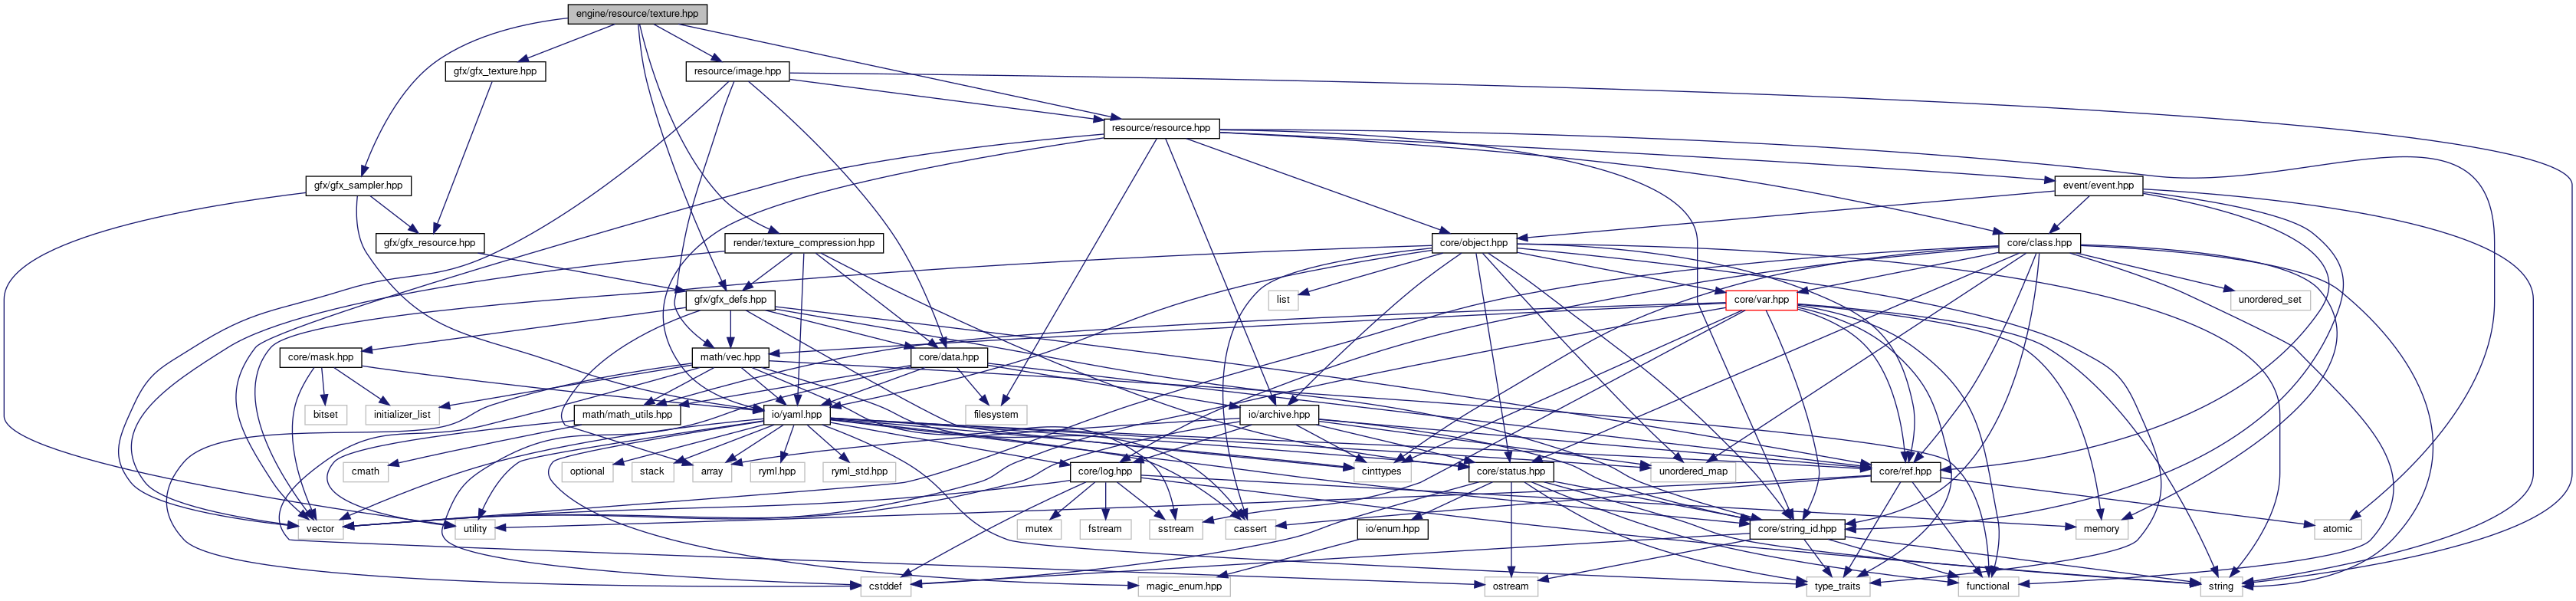 engine/resource/texture.hpp
gfx/gfx_texture.hpp
resource/image.hpp
resource/resource.hpp
gfx/gfx_sampler.hpp
event/event.hpp
gfx/gfx_resource.hpp
render/texture_compression.hpp
core/object.hpp
core/class.hpp
gfx/gfx_defs.hpp
list
core/var.hpp
unordered_set
core/mask.hpp
math/vec.hpp
core/data.hpp
bitset
initializer_list
math/math_utils.hpp
io/yaml.hpp
filesystem
io/archive.hpp
cmath
optional
stack
array
ryml.hpp
ryml_std.hpp
core/log.hpp
cinttypes
core/status.hpp
unordered_map
core/ref.hpp
vector
utility
mutex
fstream
sstream
cassert
io/enum.hpp
core/string_id.hpp
memory
atomic
cstddef
magic_enum.hpp
ostream
type_traits
functional
string